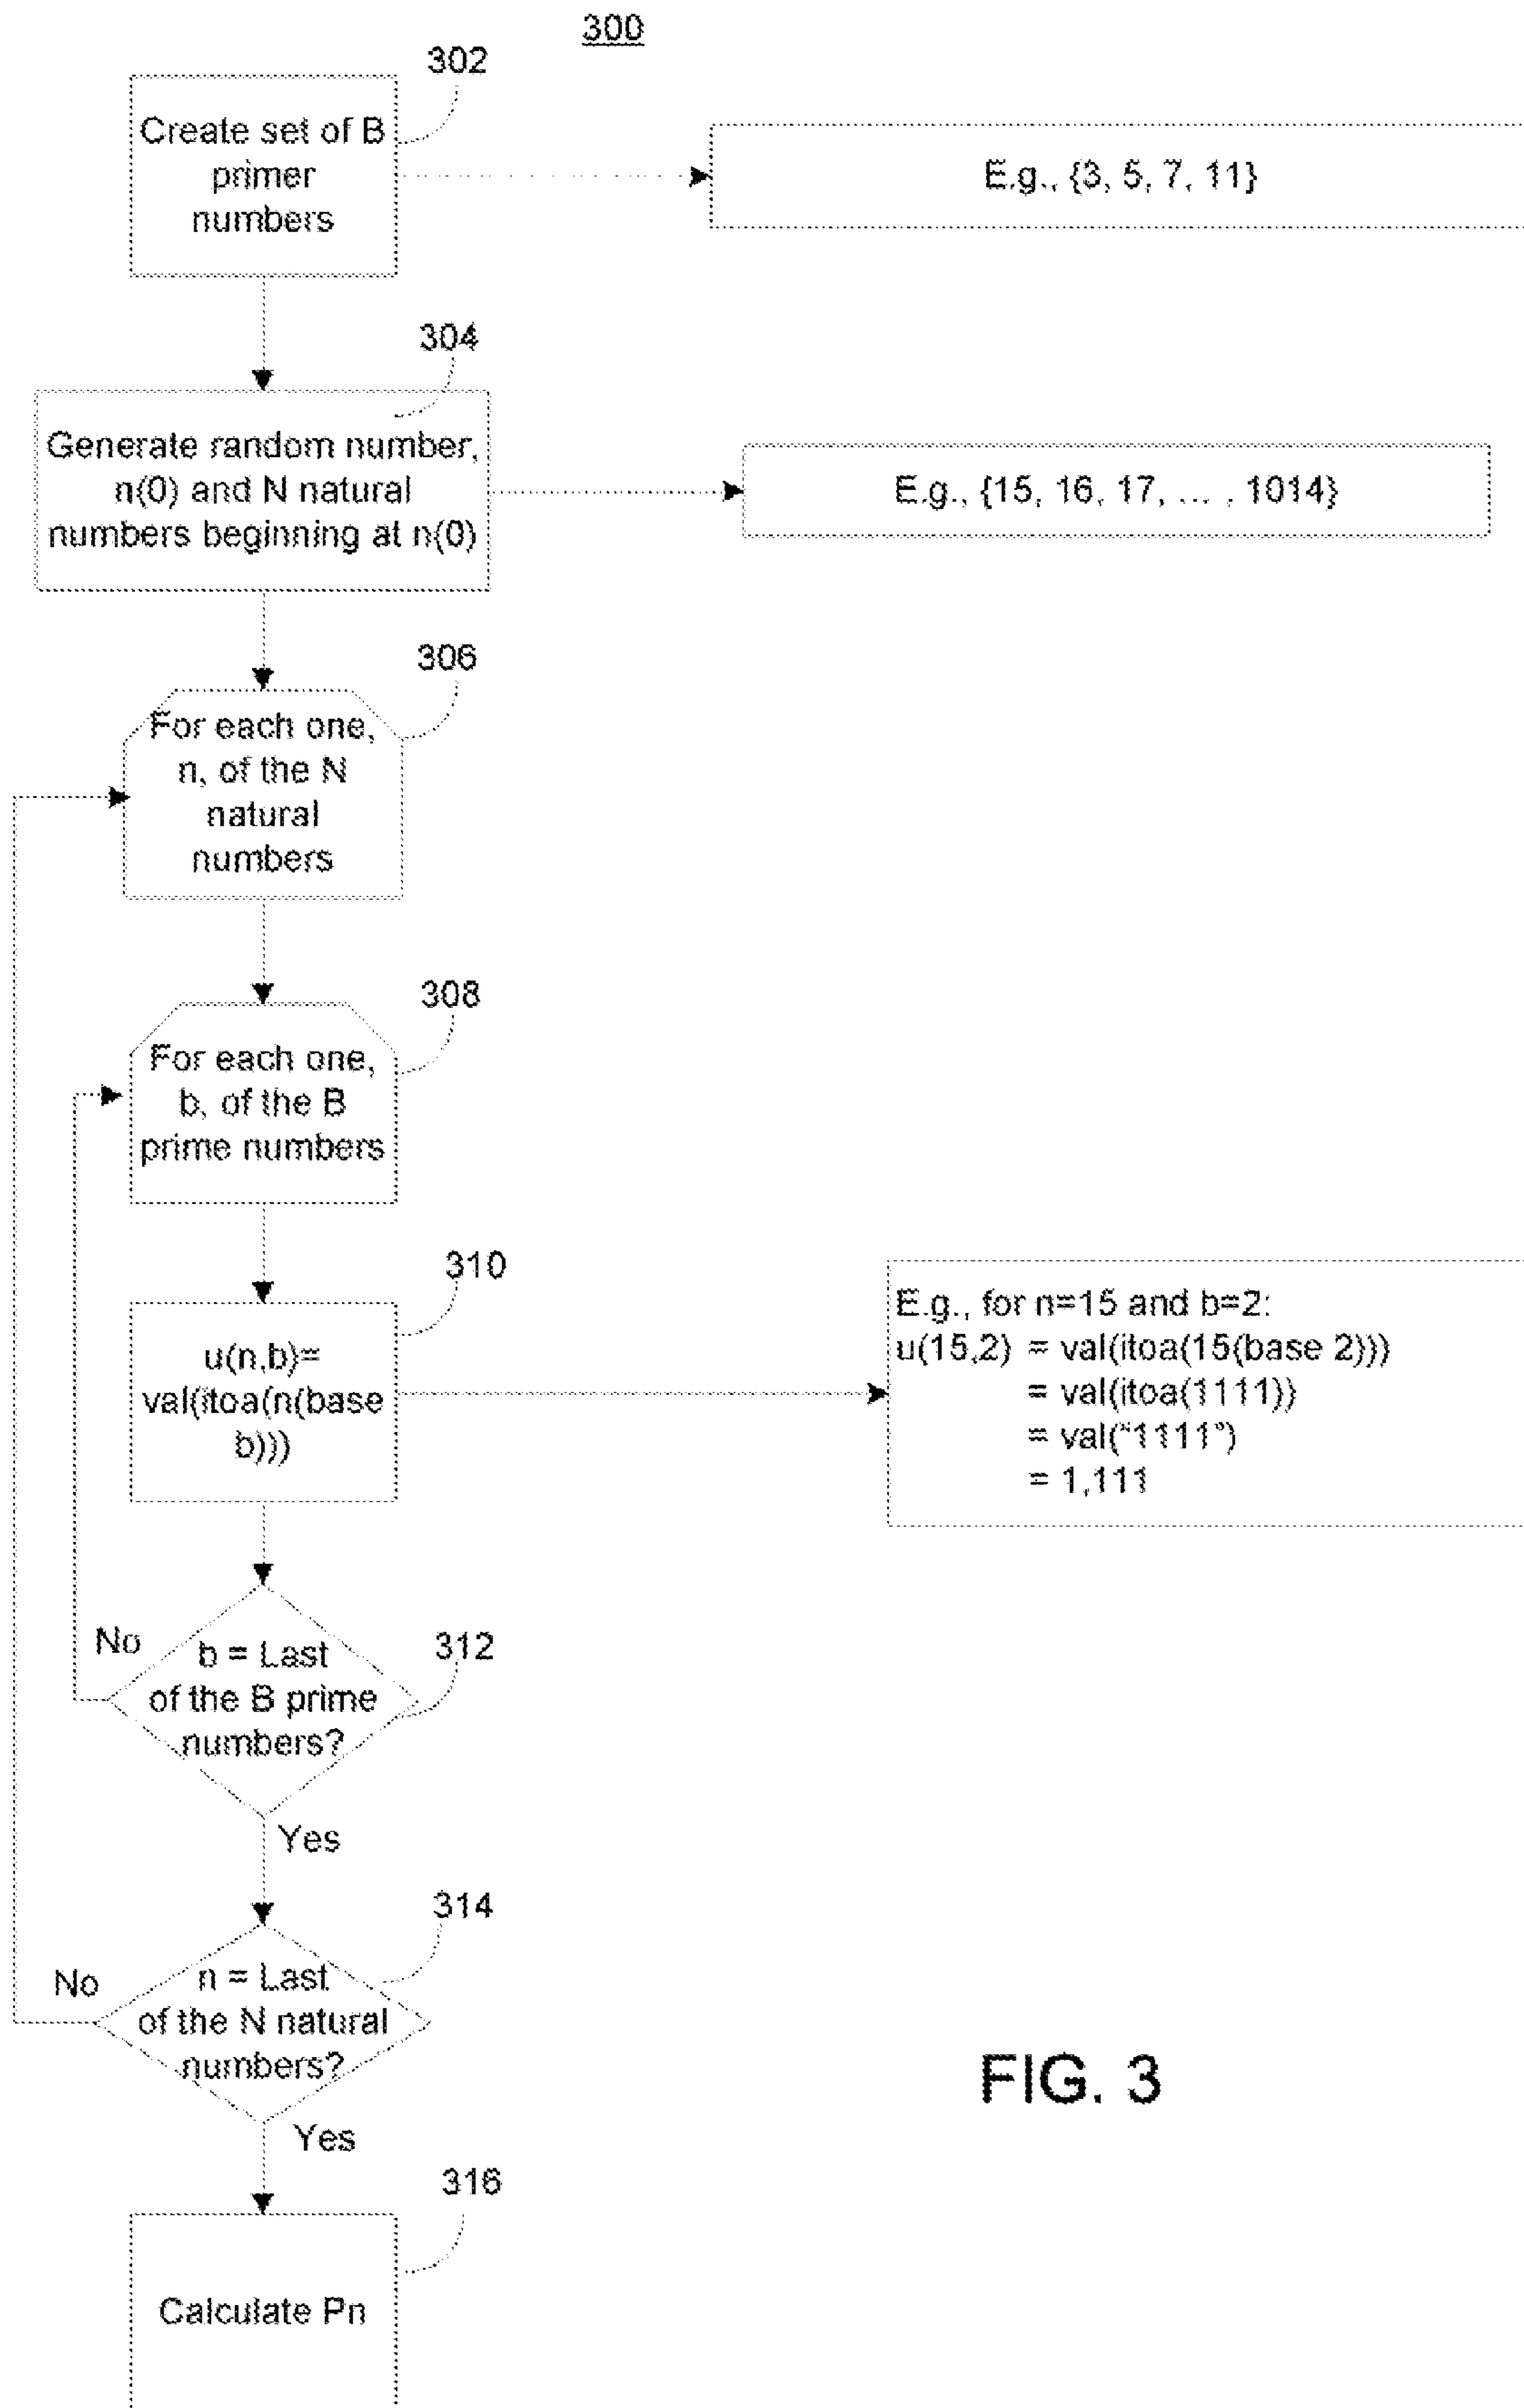 300
302
Create set of B
primer
numbers
E.g., {3, 5, 7, 11}
304
Generate random number,
n(0) and N natural
numbers beginning at n(0)
E.g., {15, 16, 17, ... , 1014}
306
For each one,
n, of the N
natural
numbers
308
For each one,
b, of the B
prime numbers
310
u(n,b)=
val(itoa(n(base
b)))
E.g., for n=15 and b=2:
u(15,2) = val(itoa(15(base 2)))
= val(itoa(1111))
= val("1111")
= 1,111
No
312
b = Last
of the B prime
numbers?
Yes
314
No
n = Last
of the N natural
numbers?
Yes
FIG. 3
316
Calculate Pn